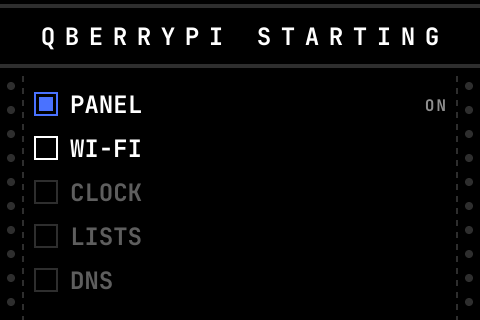 QBERRYPI STARTING
PANEL ON
WI-FI
CLOCK
LISTS
DNS